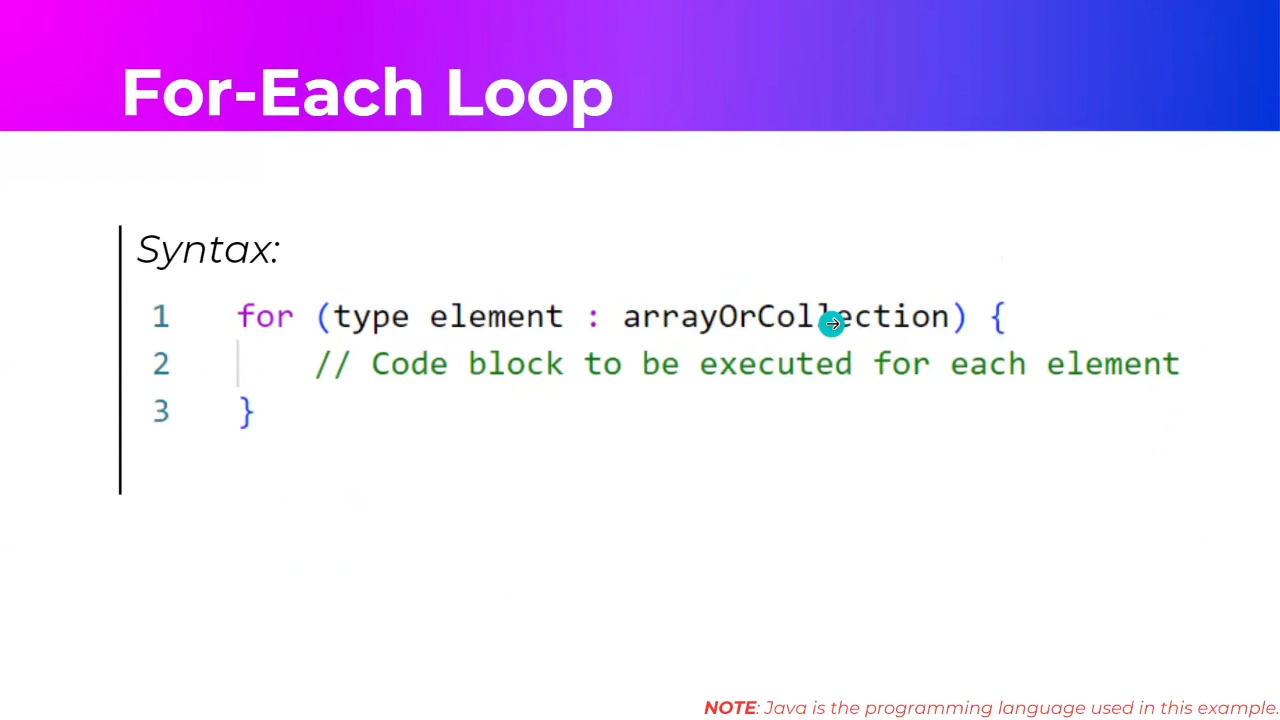 For-Each Loop
Syntax:
1 for (type element : arrayOrCollection) {
2 // Code block to be executed for each element
3 }
NOTE: Java is the programming language used in this example.